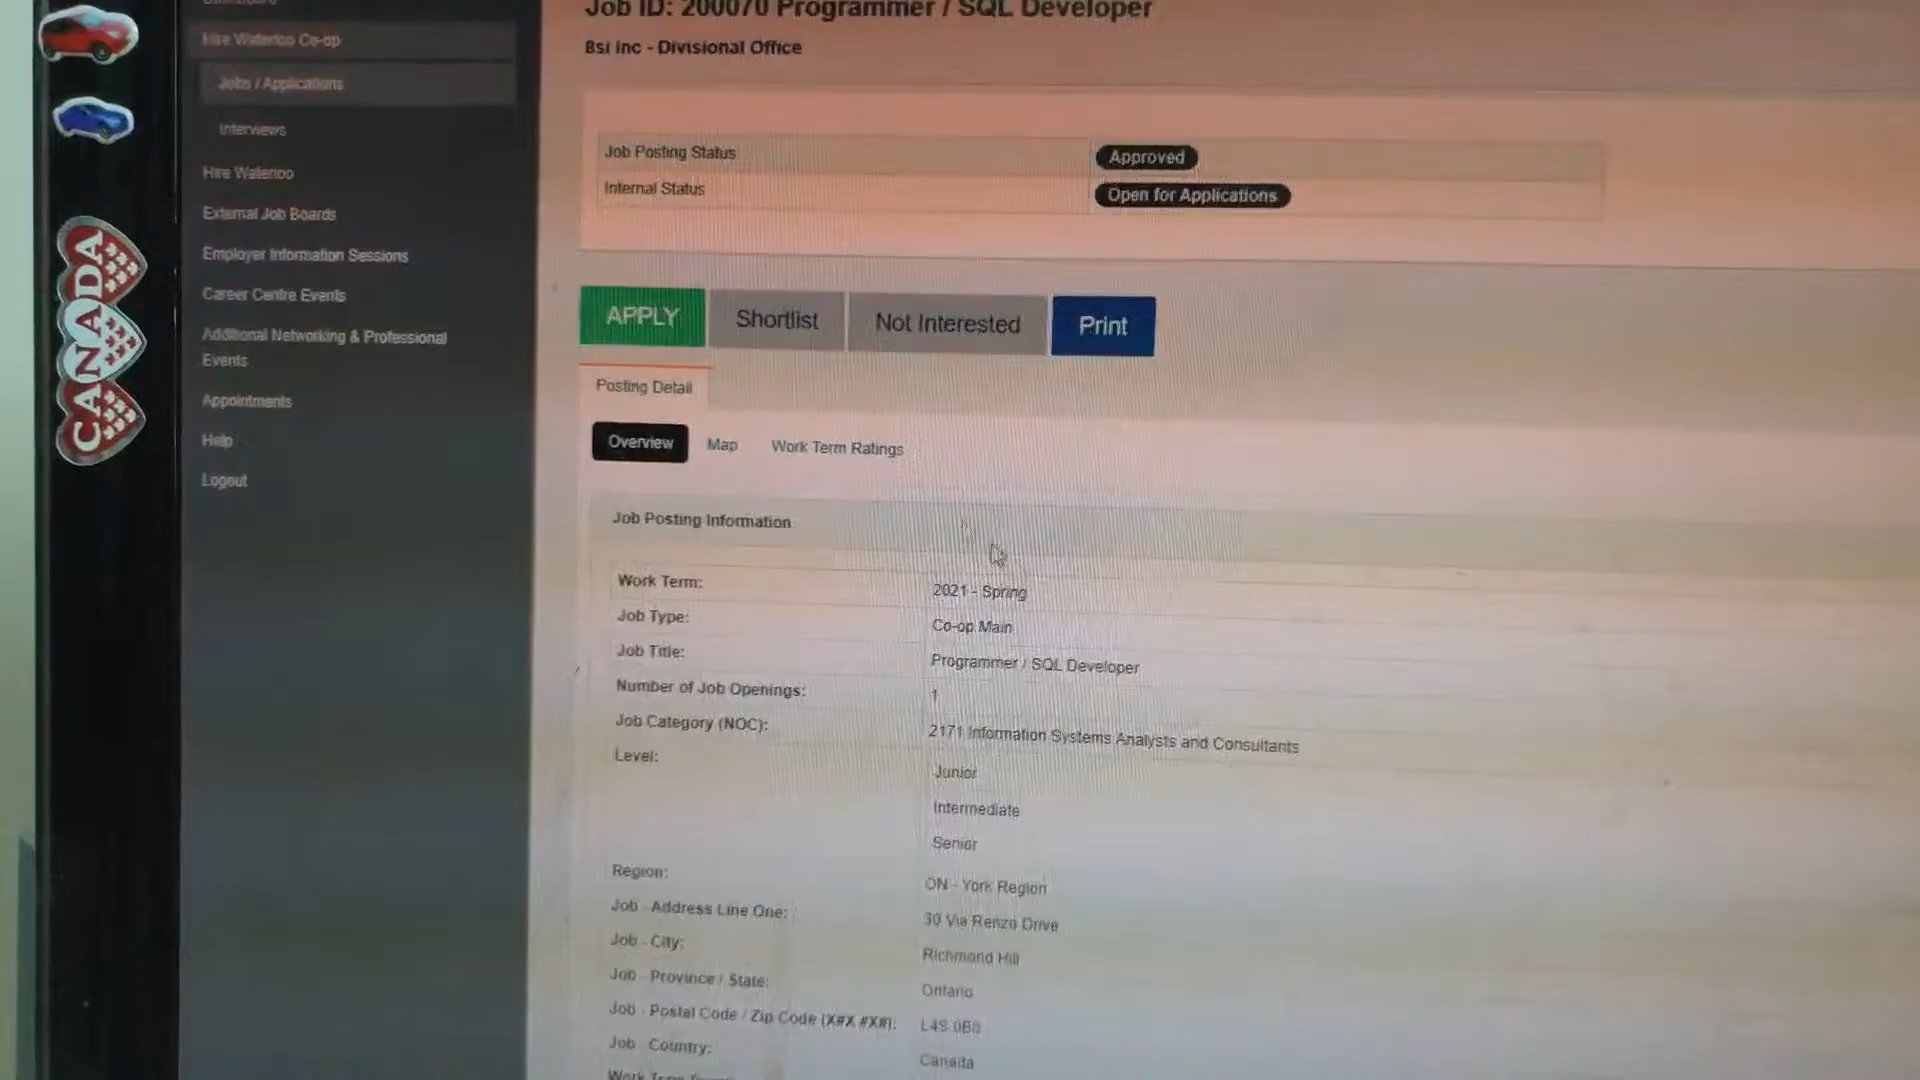 Job ID: 200070 Programmer / SQL Developer
Bsi Inc - Divisional Office
Hire Waterloo Co-op
Jobs / Applications
Interviews
Hire Waterloo
External Job Boards
Employer Information Sessions
Career Centre Events
Additional Networking & Professional
Events
Appointments
Help
Logout
CANADA
Job Posting Status
Approved
Internal Status
Open for Applications
APPLY
Shortlist
Not Interested
Print
Posting Detail
Overview
Map
Work Term Ratings
Job Posting Information
Work Term:
2021 - Spring
Job Type:
Co-op Main
Job Title:
Programmer / SQL Developer
Number of Job Openings:
1
Job Category (NOC):
2171 Information Systems Analysts and Consultants
Level:
Junior
Intermediate
Senior
Region:
ON - York Region
Job - Address Line One:
30 Via Renzo Drive
Job - City:
Richmond Hill
Job - Province / State:
Ontario
Job - Postal Code / Zip Code (X#X #X#):
L4S
Job - Country:
Canada
Work Term